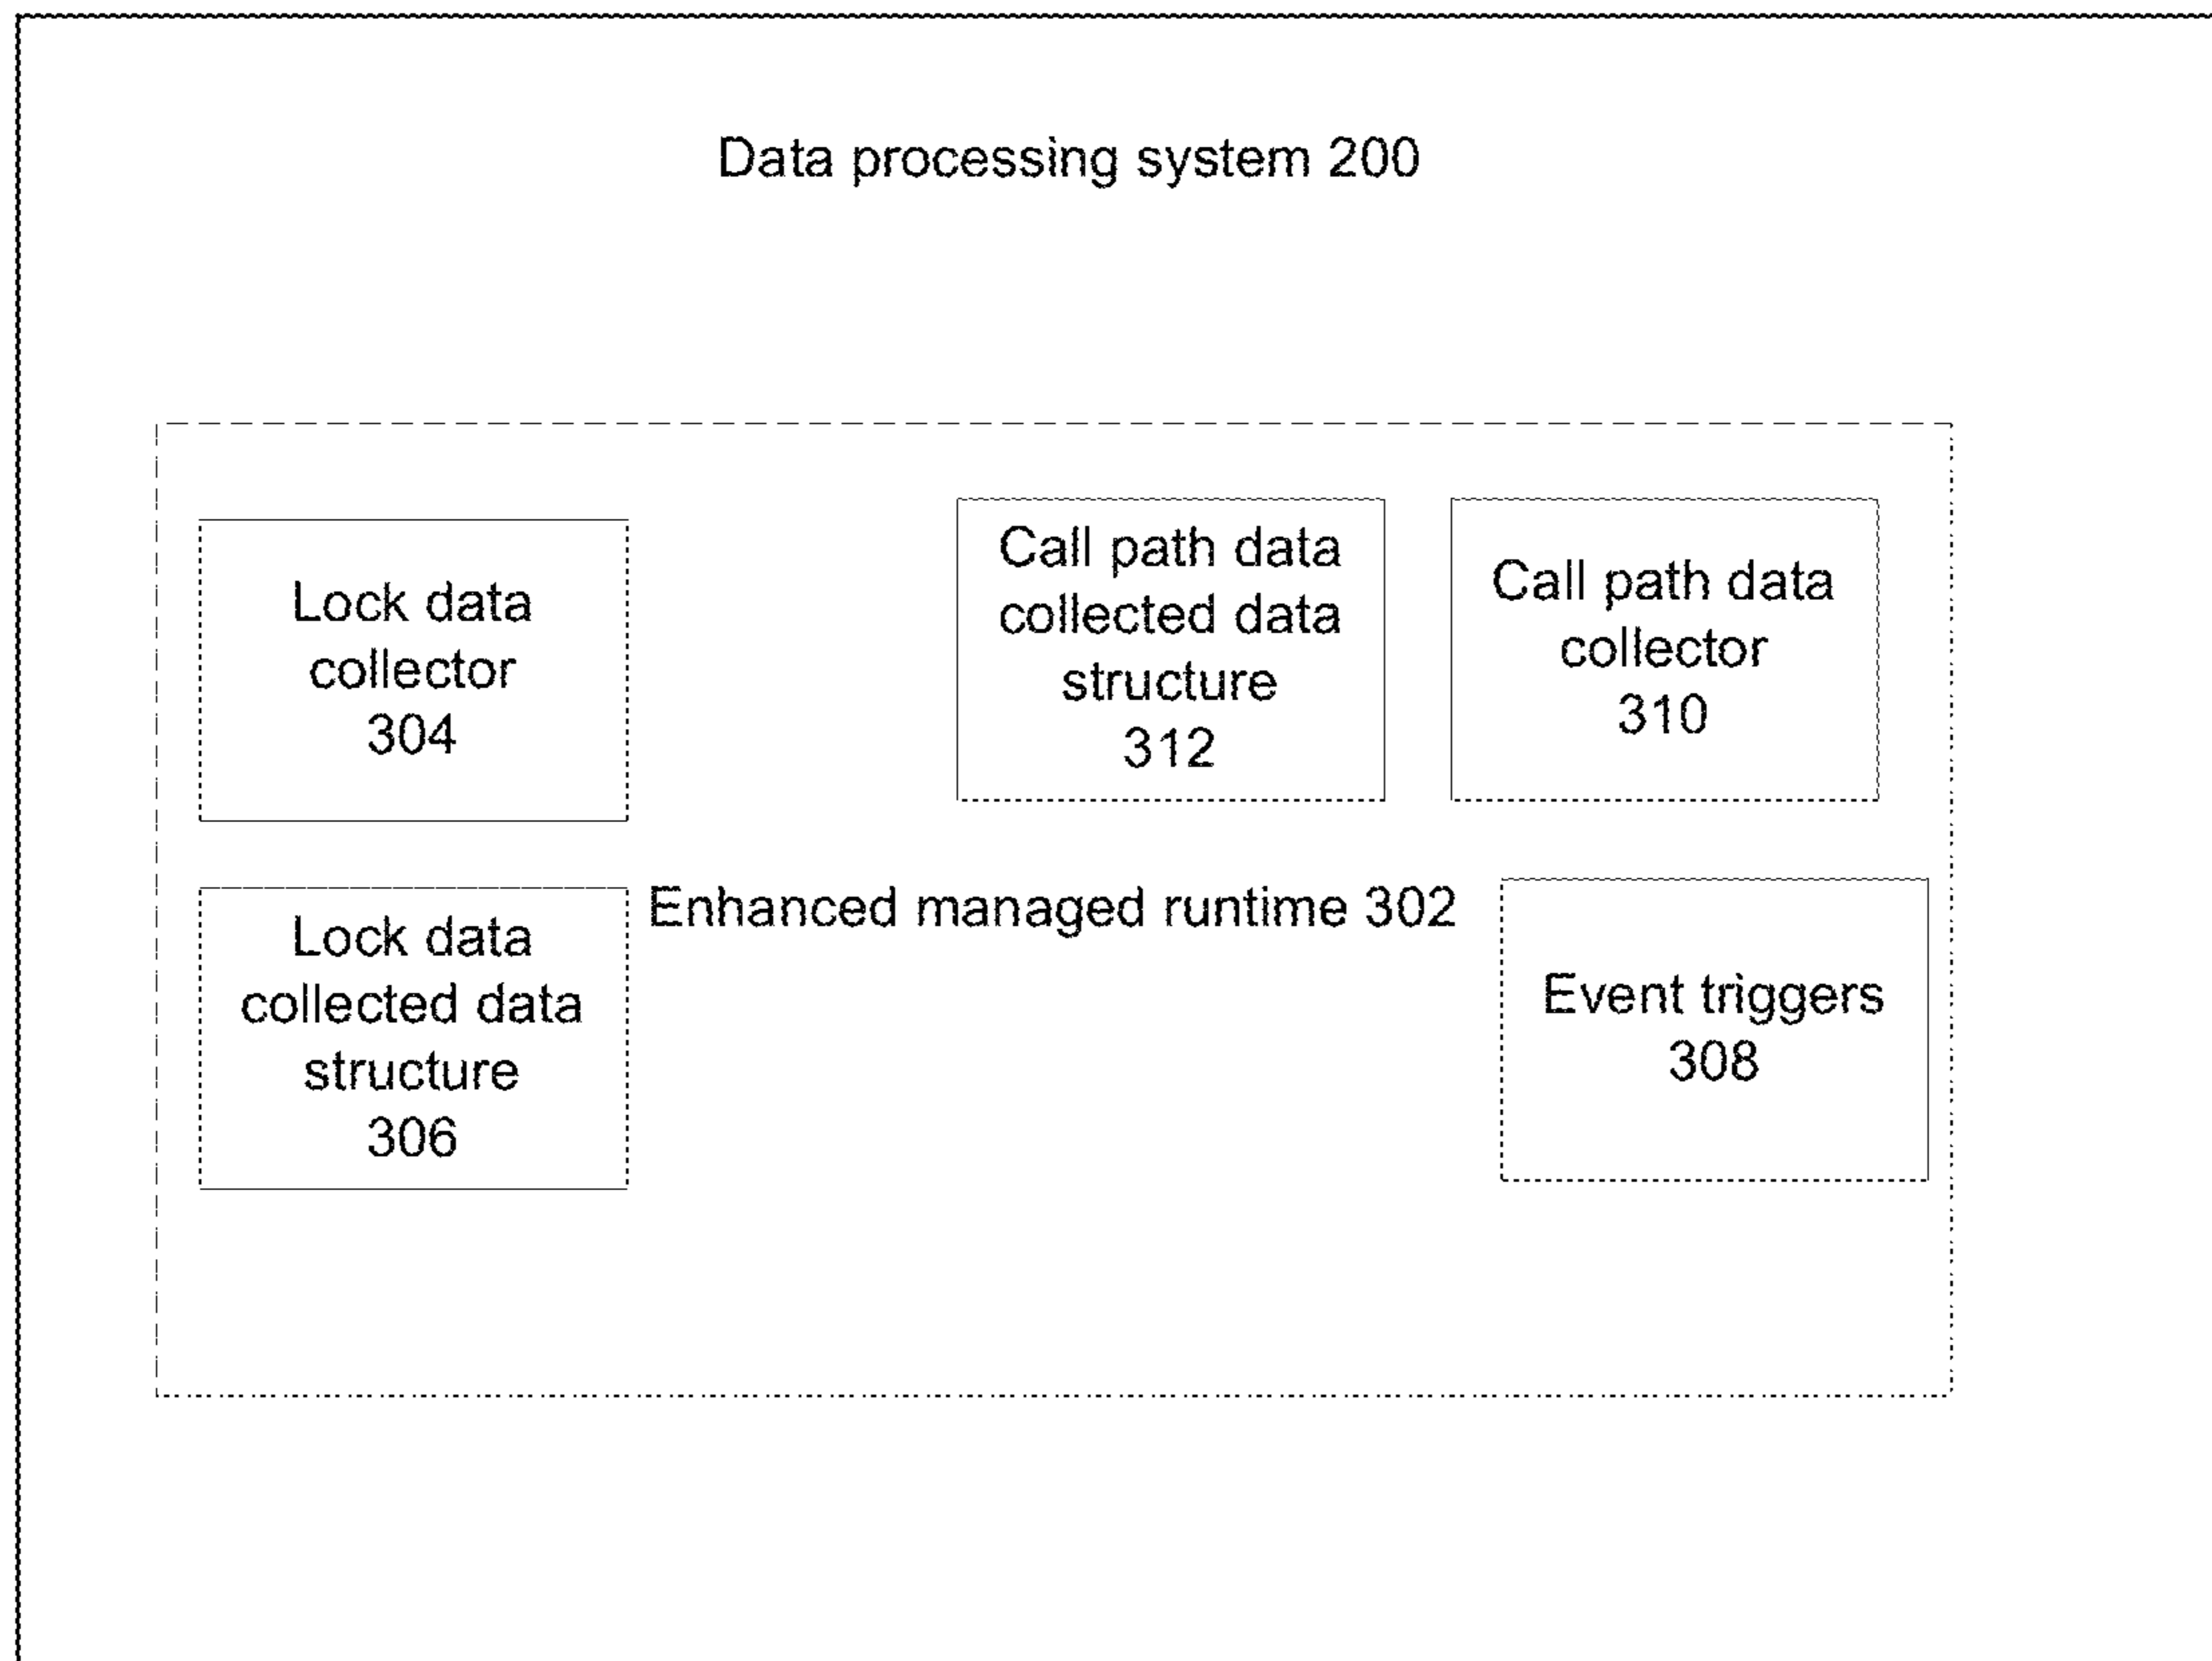 Data processing system 200
Lock data
collector
304
Call path data
collected data
structure
312
Call path data
collector
310
Lock data
collected data
structure
306
Enhanced managed runtime 302
Event triggers
308